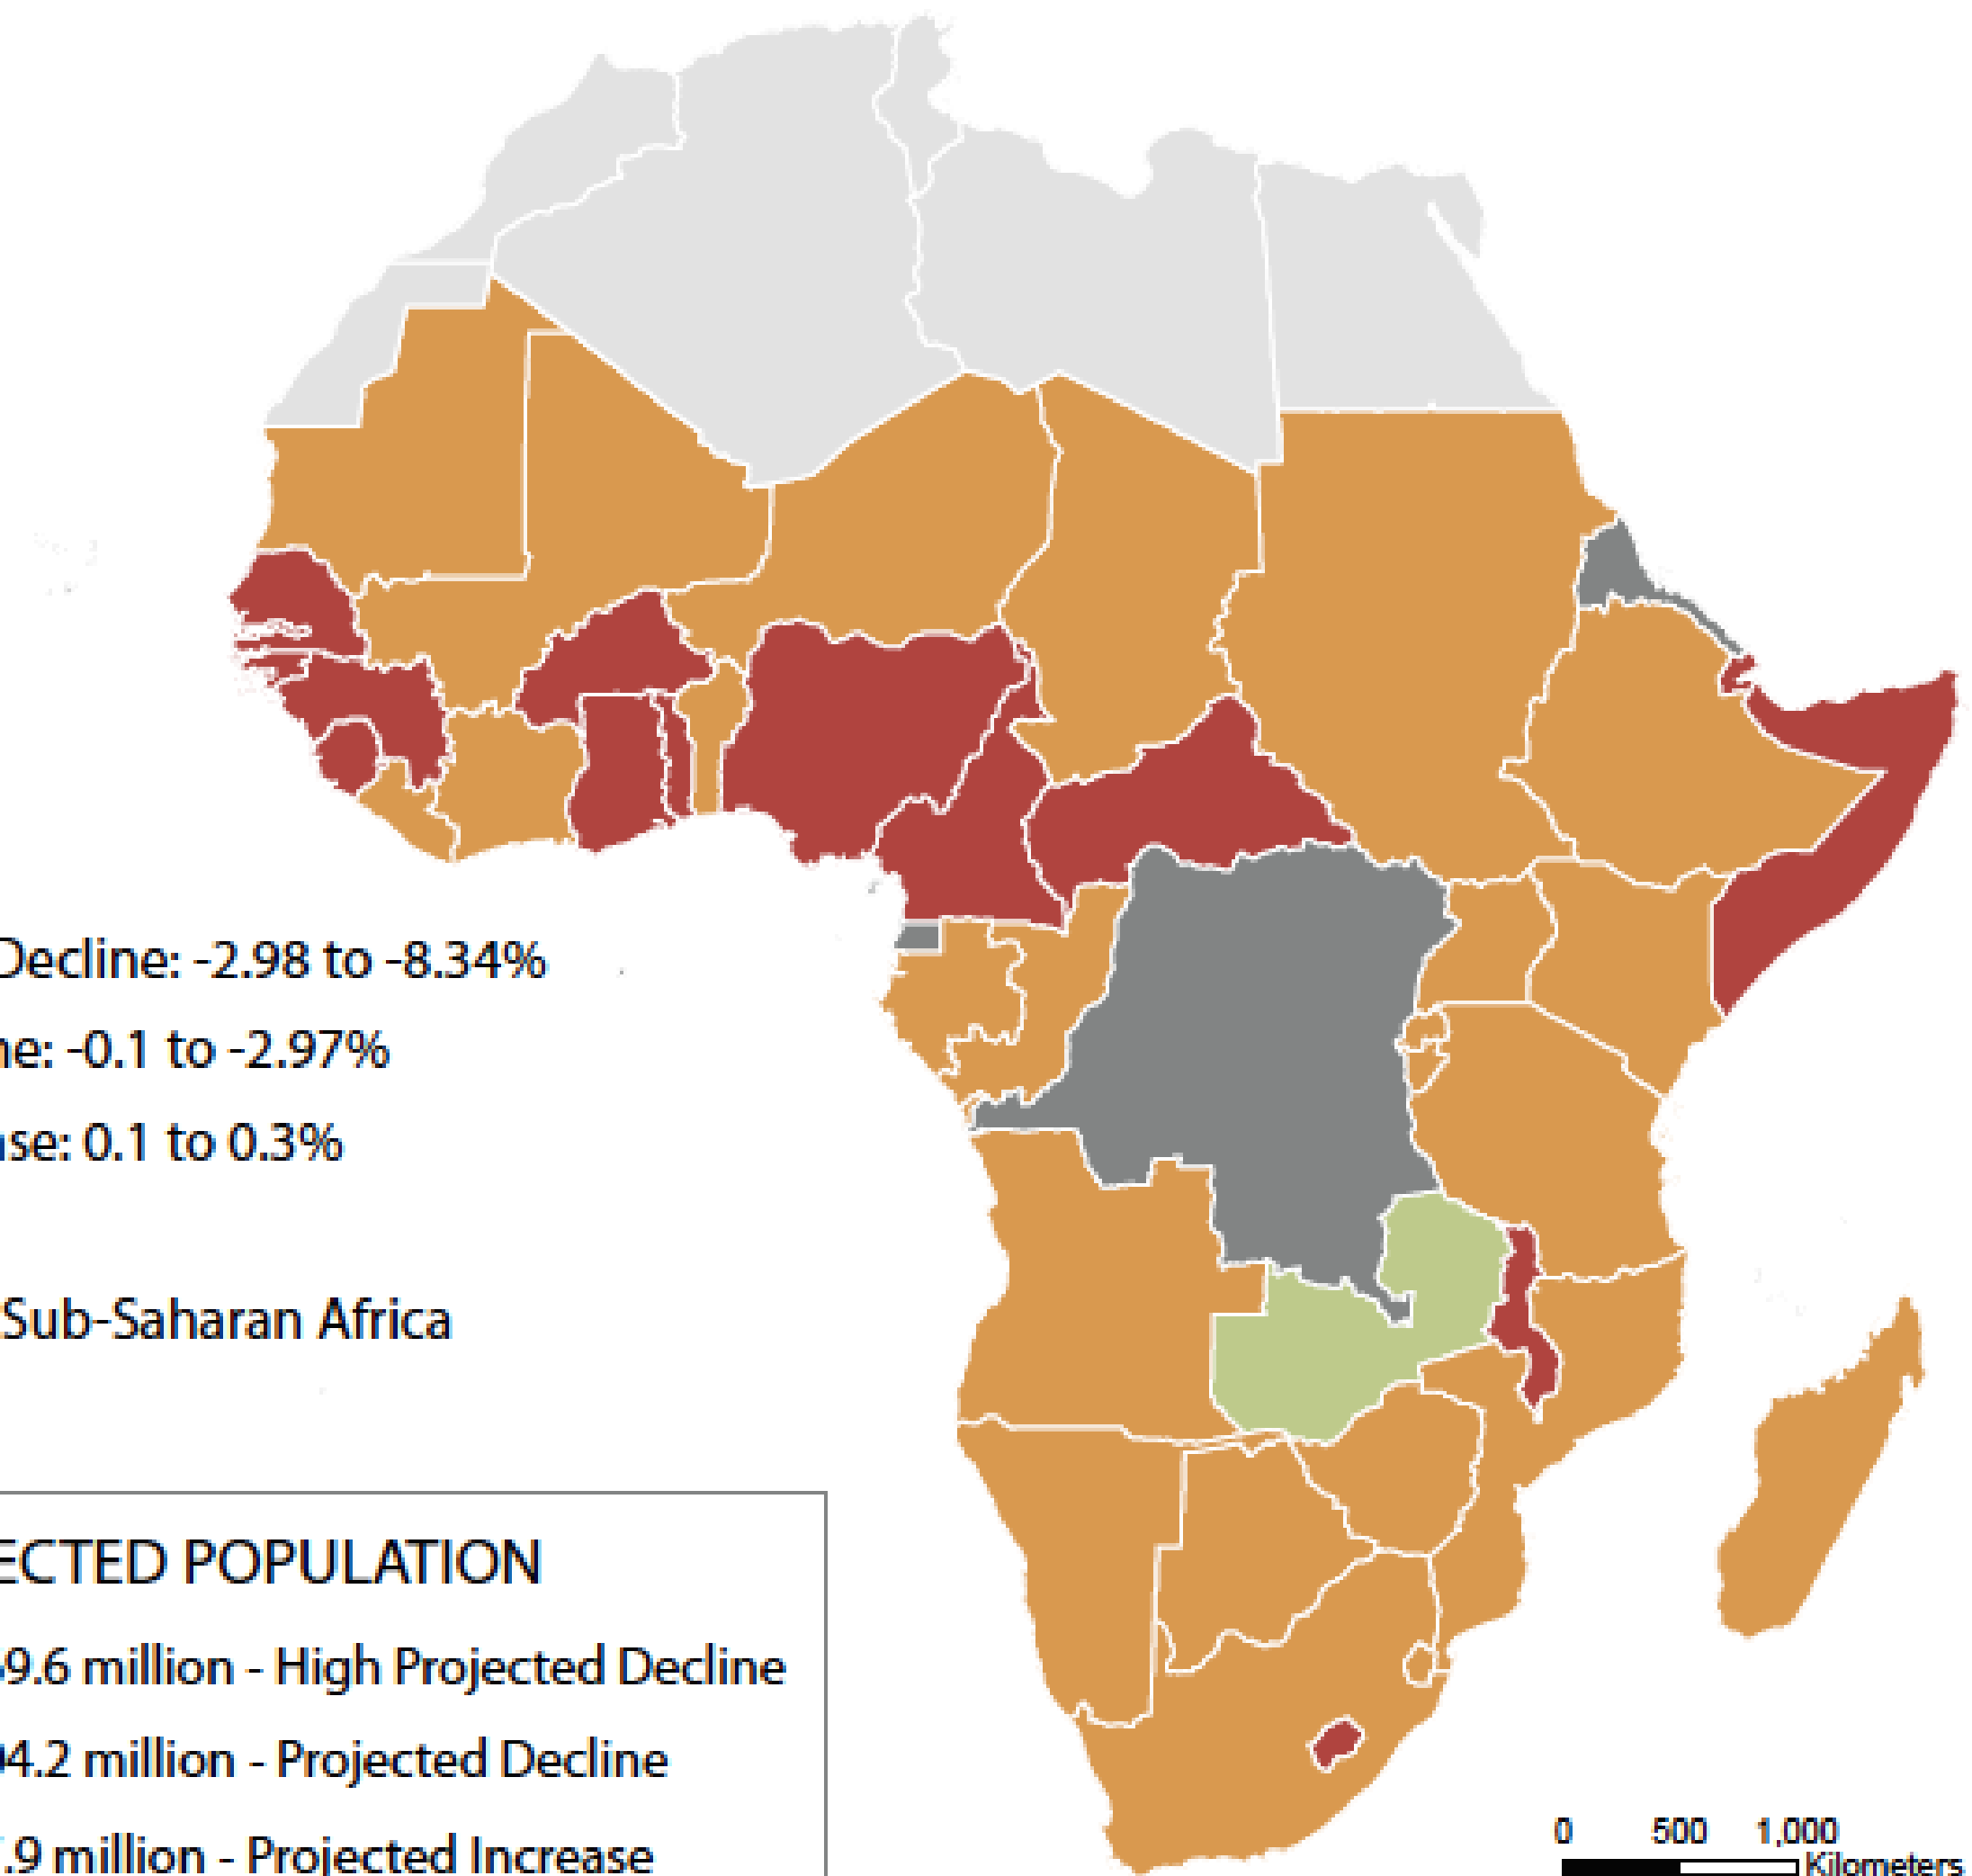 Decline: -2.98 to -8.34%
ne: -0.1 to -2.97%
ase: 0.1 to 0.3%
Sub-Saharan Africa
ECTED POPULATION
9.6 million - High Projected Decline
4.2 million - Projected Decline
.9 million - Projected Increase
0 500 1,000
Kilometers